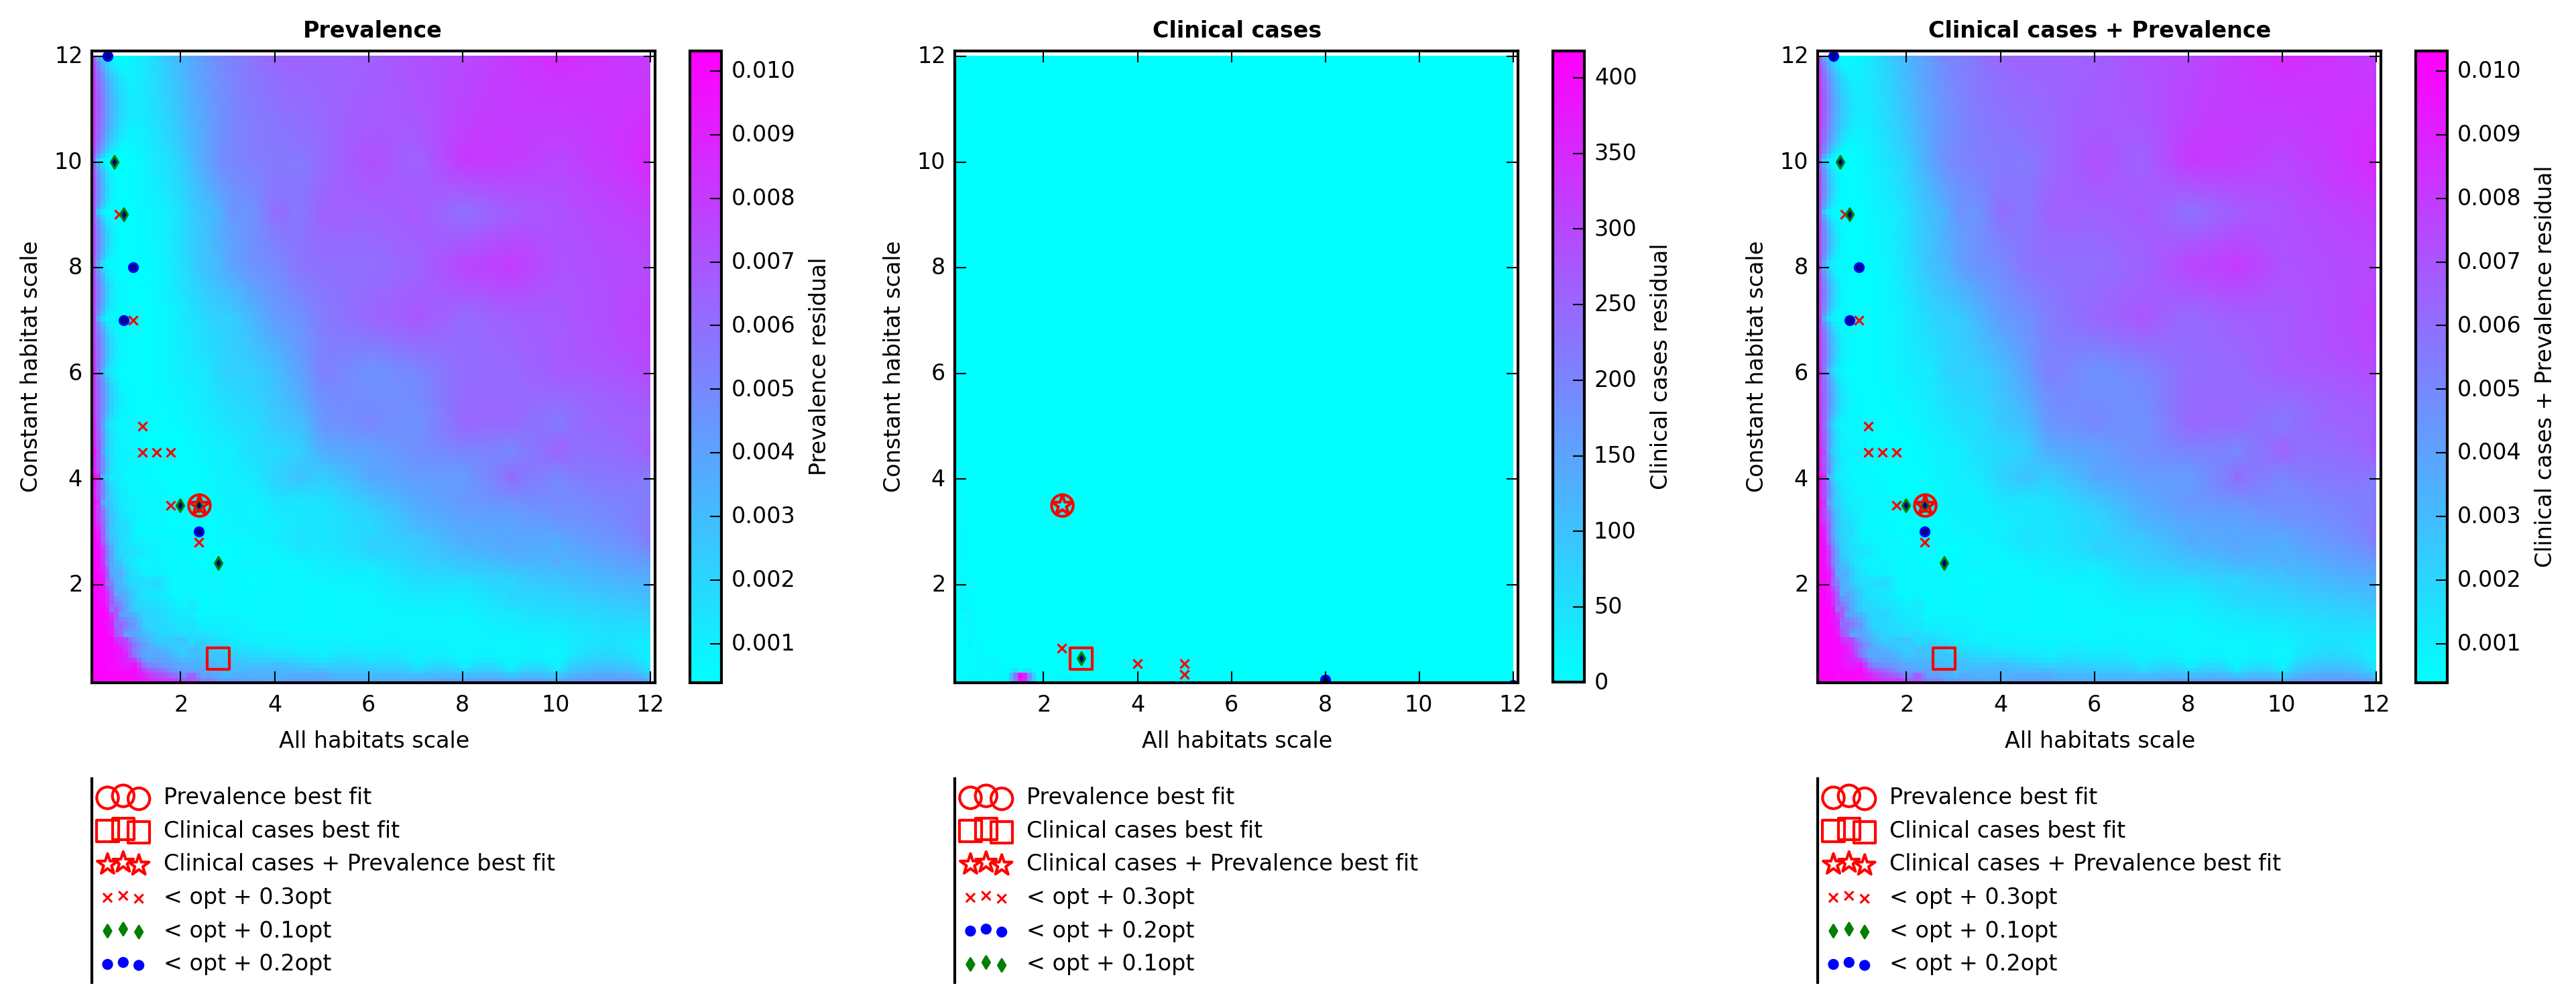 Prevalence
12
10
8
6
4
2
Constant habitat scale
2 4 6 8 10 12
All habitats scale
0.010
0.009
0.008
0.007
0.006
0.005
0.004
0.003
0.002
0.001
Prevalence residual
Prevalence best fit
Clinical cases best fit
Clinical cases + Prevalence best fit
< opt + 0.3opt
< opt + 0.1opt
< opt + 0.2opt
Clinical cases
12
10
8
6
4
2
Constant habitat scale
2 4 6 8 10 12
All habitats scale
400
350
300
250
200
150
100
50
0
Clinical cases residual
Prevalence best fit
Clinical cases best fit
Clinical cases + Prevalence best fit
< opt + 0.3opt
< opt + 0.2opt
< opt + 0.1opt
Clinical cases + Prevalence
12
10
8
6
4
2
Constant habitat scale
2 4 6 8 10 12
All habitats scale
0.010
0.009
0.008
0.007
0.006
0.005
0.004
0.003
0.002
0.001
Clinical cases + Prevalence residual
Prevalence best fit
Clinical cases best fit
Clinical cases + Prevalence best fit
< opt + 0.3opt
< opt + 0.1opt
< opt + 0.2opt